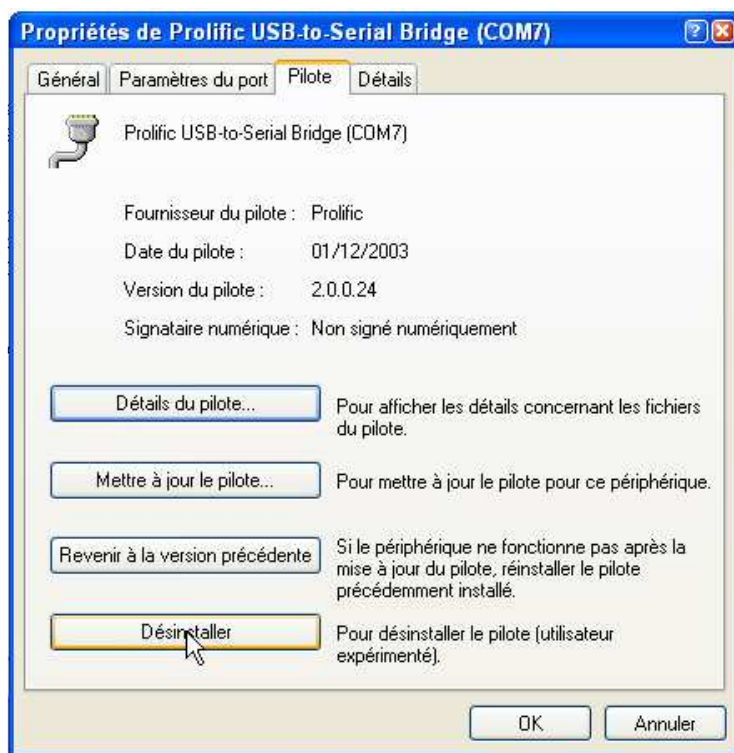 Propriétés de Prolific USB-to-Serial Bridge (COM7)
?
Général Paramètres du port Pilote Détails
Prolific USB-to-Serial Bridge (COM7)
Fournisseur du pilote : Prolific
Date du pilote : 01/12/2003
Version du pilote : 2.0.0.24
Signataire numérique : Non signé numériquement
Détails du pilote...
Pour afficher les détails concernant les fichiers
du pilote.
Mettre à jour le pilote...
Pour mettre à jour le pilote pour ce périphérique.
Revenir à la version précédente
Si le périphérique ne fonctionne pas après la
mise à jour du pilote, réinstaller le pilote
précédemment installé.
Désinstaller
Pour désinstaller le pilote (utilisateur
expérimenté).
OK Annuler